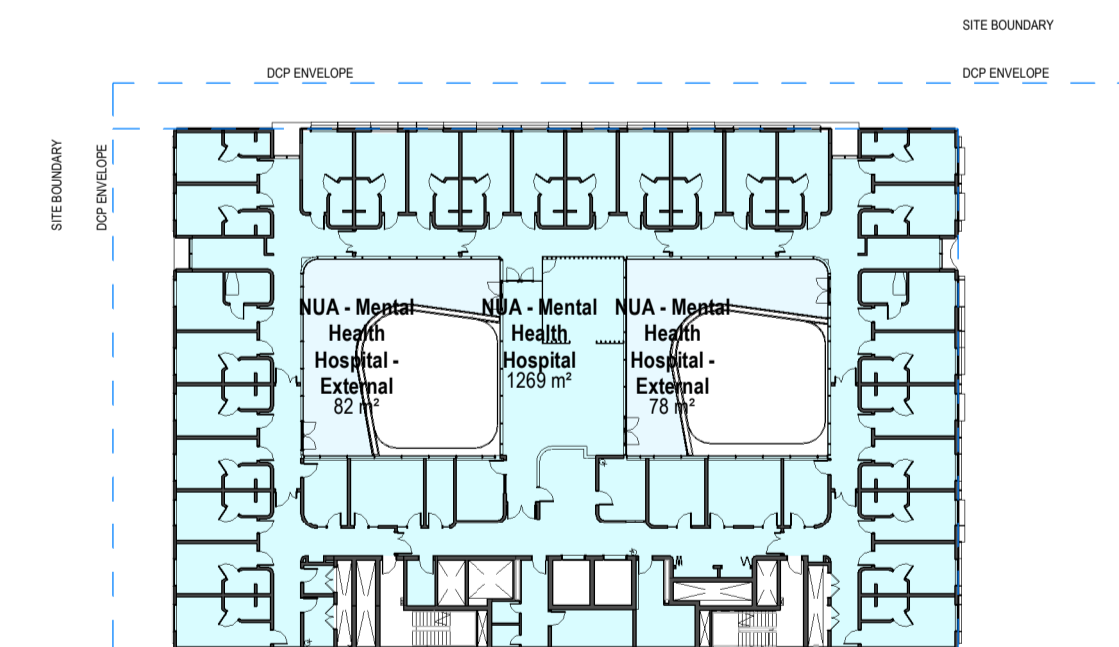 SITE BOUNDARY
DCP ENVELOPE
DCP ENVELOPE
SITE BOUNDARY
DCP ENVELOPE
NUA - Mental
Health
Hospital -
External
82 m²
NUA - Mental
Health
Hospital
1269 m²
NUA - Mental
Health
Hospital -
External
78 m²